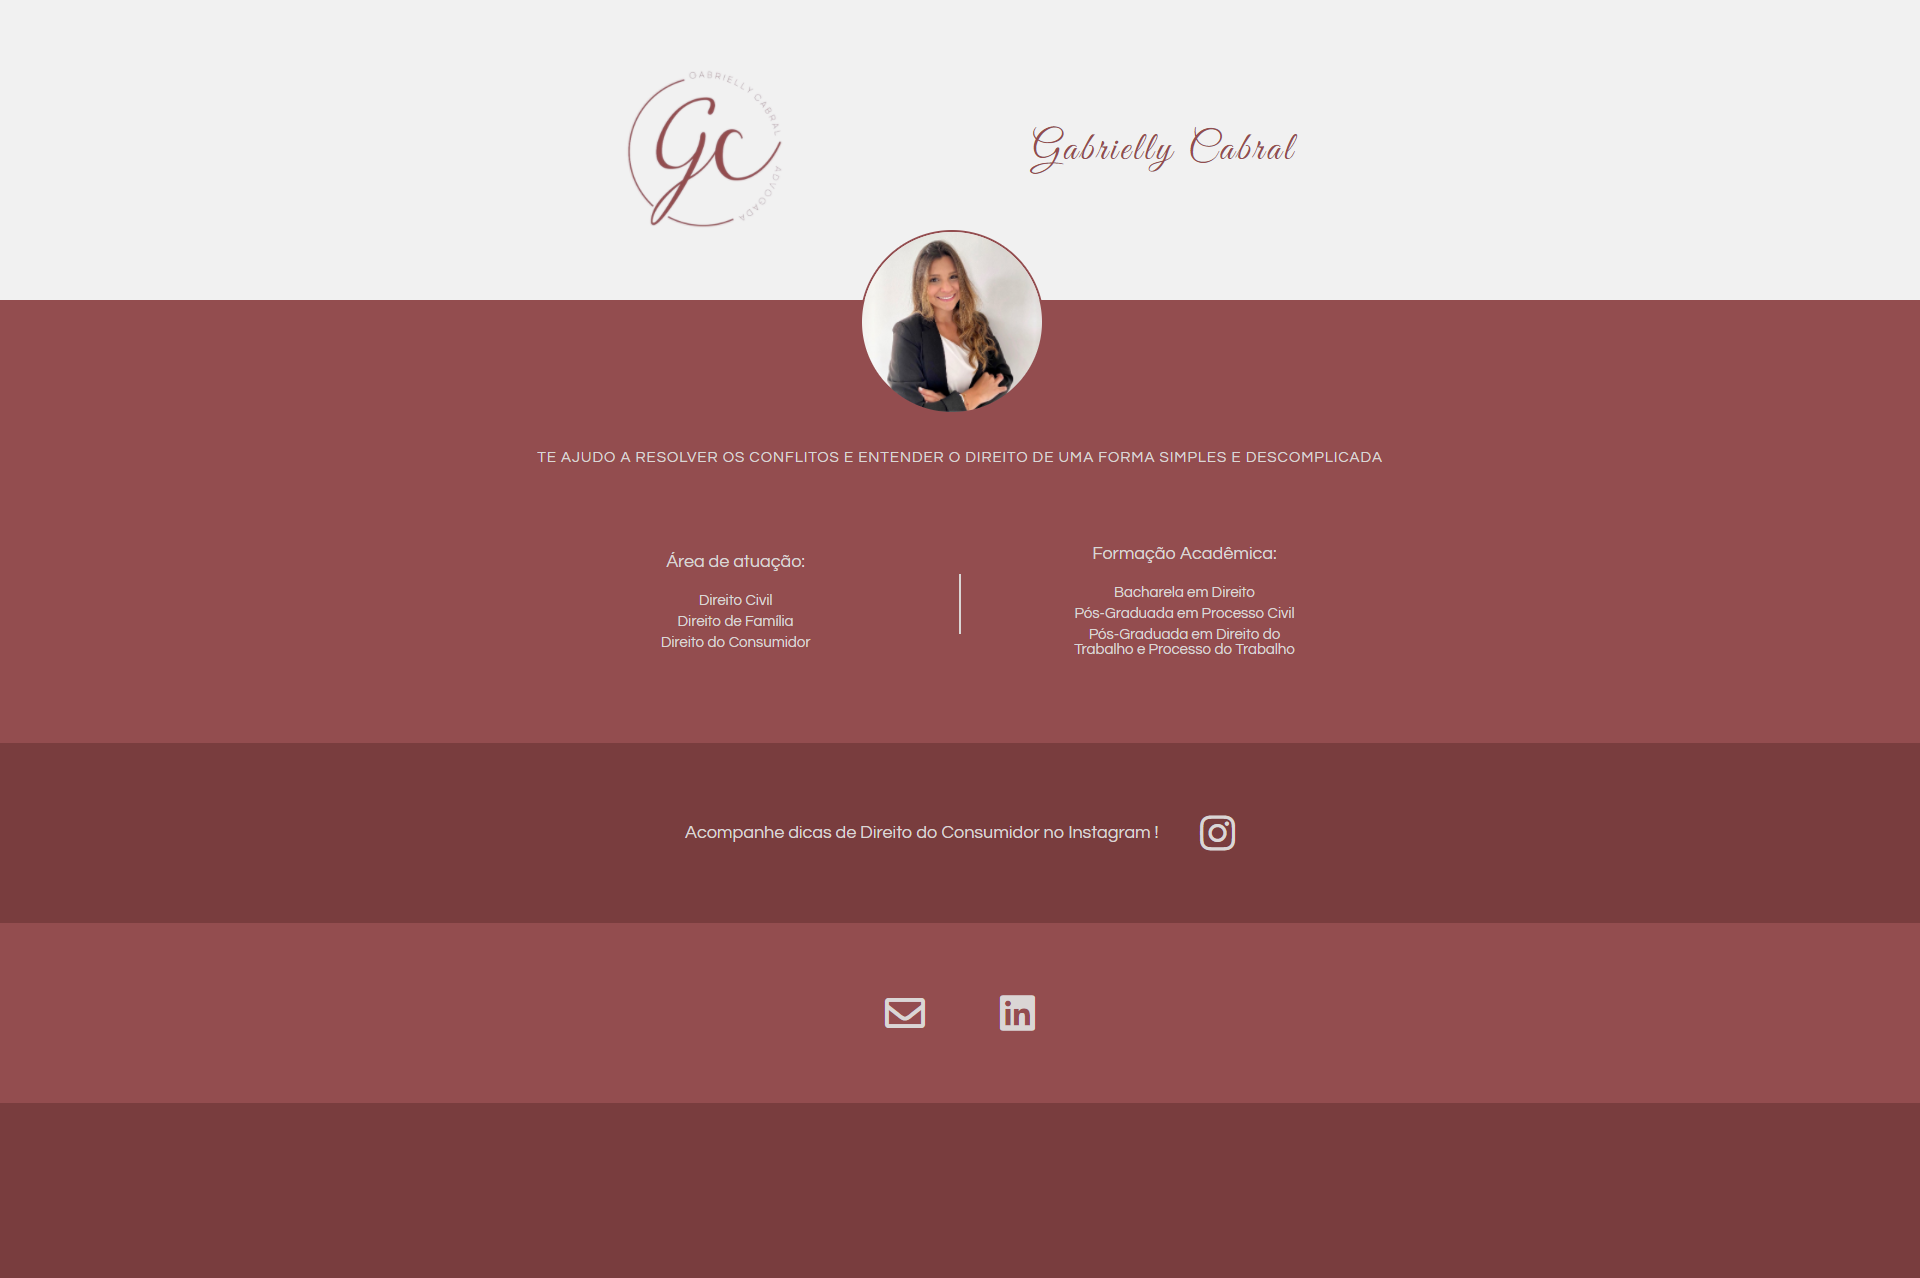 GABRIELLY CABRAL
gc
ADVOGADA
Gabrielly Cabral
TE AJUDO A RESOLVER OS CONFLITOS E ENTENDER O DIREITO DE UMA FORMA SIMPLES E DESCOMPLICADA
Área de atuação:
Direito Civil
Direito de Família
Direito do Consumidor
Formação Acadêmica:
Bacharela em Direito
Pós-Graduada em Processo Civil
Pós-Graduada em Direito do
Trabalho e Processo do Trabalho
Acompanhe dicas de Direito do Consumidor no Instagram !
in